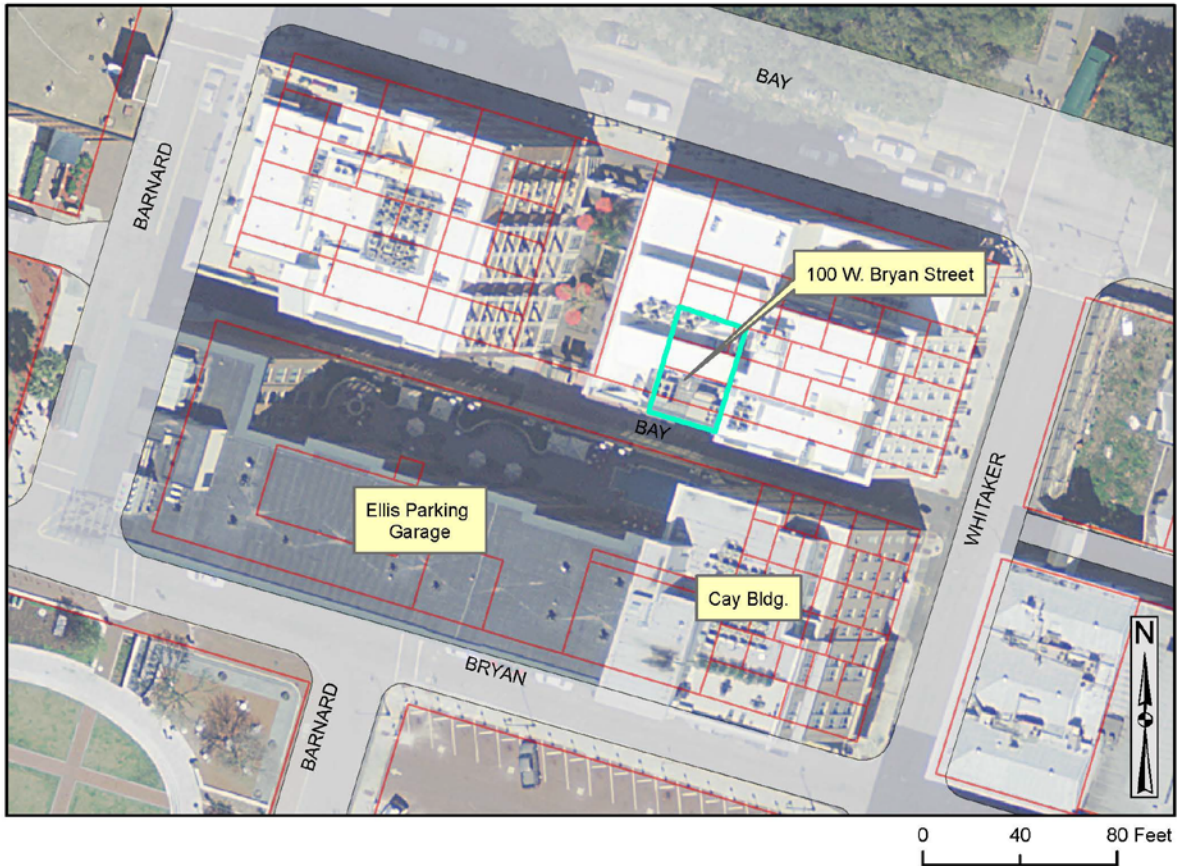 BAY
BARNARD
100 W. Bryan Street
BAY
WHITAKER
Ellis Parking
Garage
Cay Bldg.
BRYAN
BARNARD
N
0 40 80 Feet